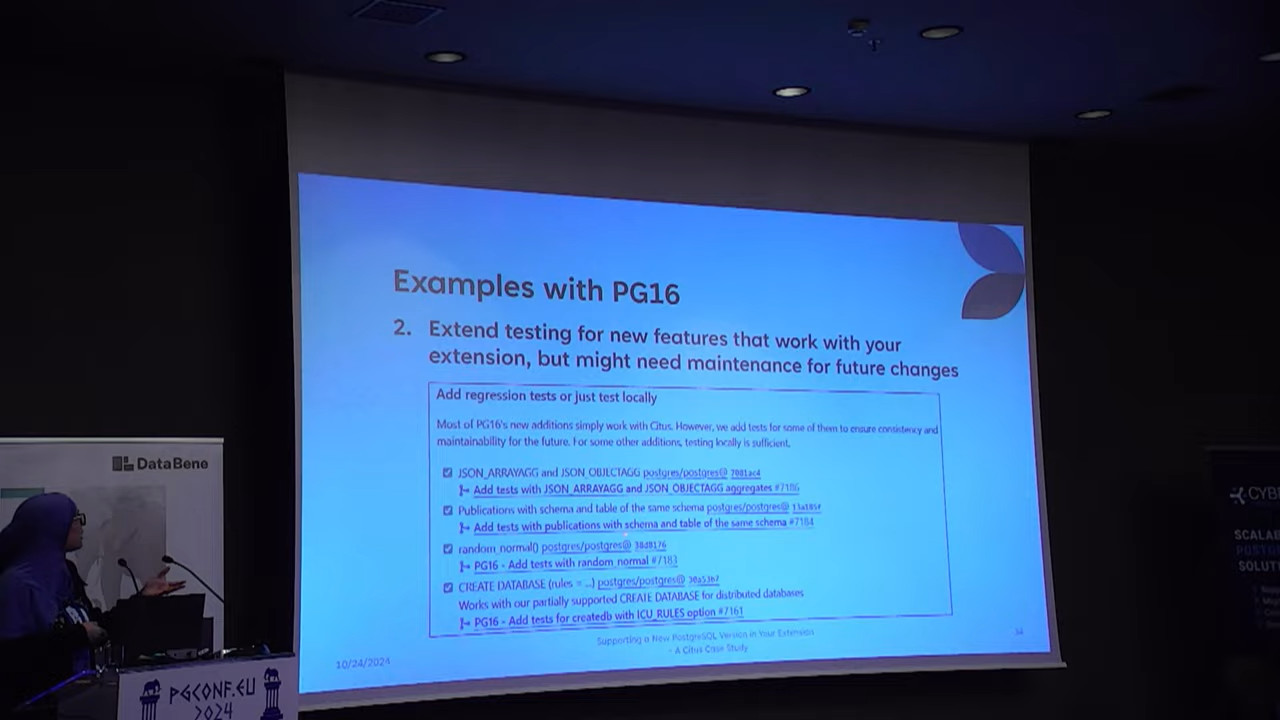 Examples with PG16
2. Extend testing for new features that work with your
extension, but might need maintenance for future changes
Add regression tests or just test locally
Most of PG16's new additions simply work with Citus. However, we add tests for some of them to ensure consistency and
maintainability for the future. For some other additions, testing locally is sufficient.
JSON_ARRAYAGG and JSON_OBJECTAGG postgres/postgres@ 7081ac4
Add tests with JSON_ARRAYAGG and JSON_OBJECTAGG aggregates #7186
Publications with schema and table of the same schema postgres/postgres@
Add tests with publications with schema and table of the same schema #7184
random_normal() postgres/postgres@ 38d8176
PG16 - Add tests with random_normal #7183
CREATE DATABASE (rules = ...) postgres/postgres@ 30a53b7
Works with our partially supported CREATE DATABASE for distributed databases
PG16 - Add tests for createdb with ICU_RULES option #7161
Supporting a New PostgreSQL Version in Your Extension
- A Citus Case Study
10/24/2024
DataBene
PGCONF.EU
2024
CYBE
SCALAB
POSTG
SOLUTI